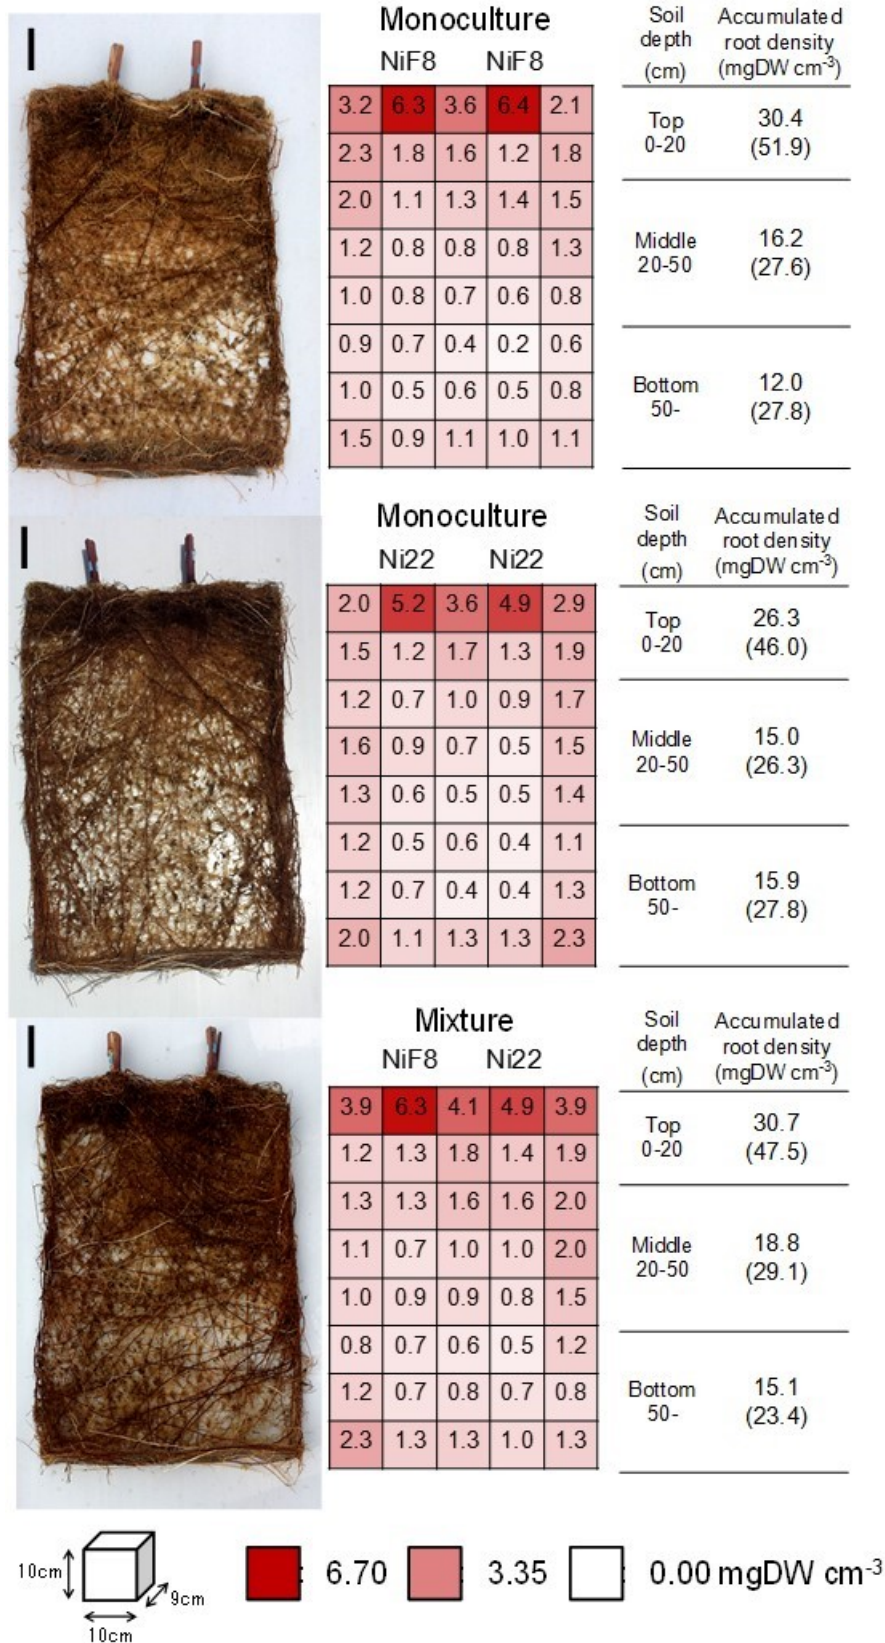 Monoculture
NiF8 NiF8
Soil depth (cm) Accumulated root density (mgDW cm-3)
3.2 6.3 3.6 6.4 2.1
2.3 1.8 1.6 1.2 1.8
Top 0-20 30.4 (51.9)
2.0 1.1 1.3 1.4 1.5
1.2 0.8 0.8 0.8 1.3
1.0 0.8 0.7 0.6 0.8
Middle 20-50 16.2 (27.6)
0.9 0.7 0.4 0.2 0.6
1.0 0.5 0.6 0.5 0.8
1.5 0.9 1.1 1.0 1.1
Bottom 50- 12.0 (27.8)
Monoculture
Ni22 Ni22
Soil depth (cm) Accumulated root density (mgDW cm-3)
2.0 5.2 3.6 4.9 2.9
1.5 1.2 1.7 1.3 1.9
Top 0-20 26.3 (46.0)
1.2 0.7 1.0 0.9 1.7
1.6 0.9 0.7 0.5 1.5
1.3 0.6 0.5 0.5 1.4
Middle 20-50 15.0 (26.3)
1.2 0.5 0.6 0.4 1.1
1.2 0.7 0.4 0.4 1.3
2.0 1.1 1.3 1.3 2.3
Bottom 50- 15.9 (27.8)
Mixture
NiF8 Ni22
Soil depth (cm) Accumulated root density (mgDW cm-3)
3.9 6.3 4.1 4.9 3.9
1.2 1.3 1.8 1.4 1.9
Top 0-20 30.7 (47.5)
1.3 1.3 1.6 1.6 2.0
1.1 0.7 1.0 1.0 2.0
1.0 0.9 0.9 0.8 1.5
Middle 20-50 18.8 (29.1)
0.8 0.7 0.6 0.5 1.2
1.2 0.7 0.8 0.7 0.8
2.3 1.3 1.3 1.0 1.3
Bottom 50- 15.1 (23.4)
10cm
9cm
10cm
: 6.70 : 3.35 : 0.00 mgDW cm-3